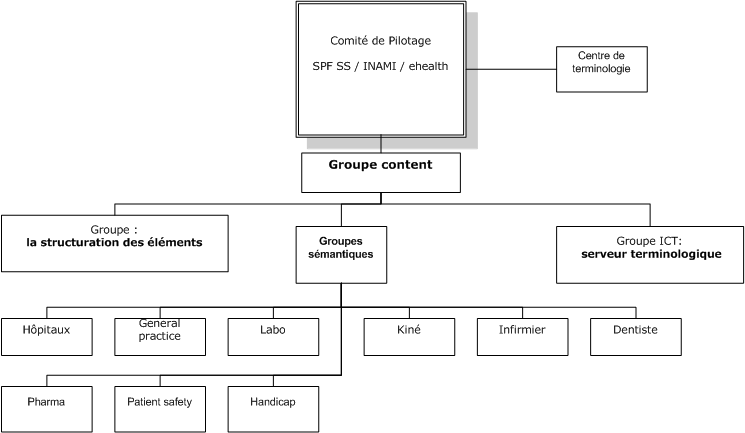 Comité de Pilotage
SPF SS / INAMI / ehealth
Centre de
terminologie
Groupe content
Groupe :
la structuration des éléments
Groupes
sémantiques
Groupe ICT:
serveur terminologique
Hôpitaux
General
practice
Labo
Kiné
Infirmier
Dentiste
Pharma
Patient safety
Handicap